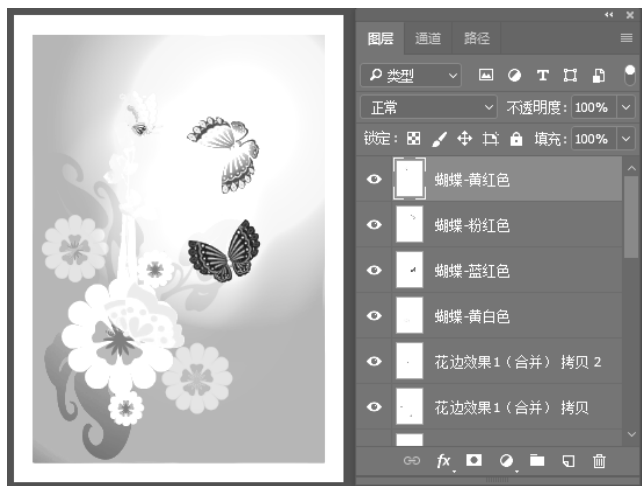 图层 通道 路径
类型
正常 不透明度: 100%
锁定: 填充: 100%
蝴蝶-黄红色
蝴蝶-粉红色
蝴蝶-蓝红色
蝴蝶-黄白色
花边效果1（合并） 拷贝 2
花边效果1（合并） 拷贝
fx